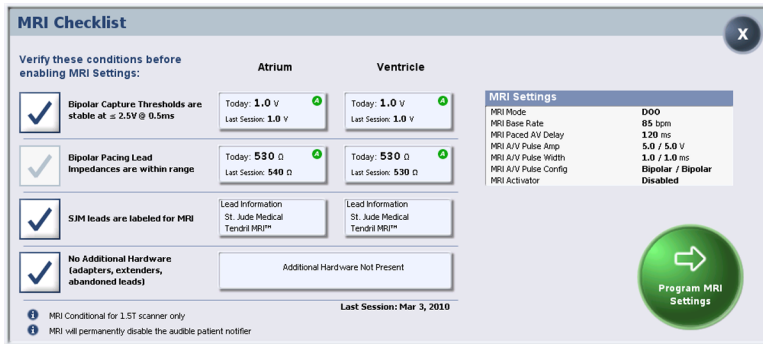 MRI Checklist
X
Verify these conditions before
enabling MRI Settings:
Atrium
Ventricle
Bipolar Capture Thresholds are
stable at ≤ 2.5V @ 0.5ms
Today: 1.0 V
A
Last Session: 1.0 V
Today: 1.0 V
A
Last Session: 1.0 V
Bipolar Pacing Lead
Impedances are within range
Today: 530 Ω
A
Last Session: 540 Ω
Today: 530 Ω
A
Last Session: 530 Ω
SJM leads are labeled for MRI
Lead Information
St. Jude Medical
Tendril MRI™
Lead Information
St. Jude Medical
Tendril MRI™
No Additional Hardware
(adapters, extenders,
abandoned leads)
Additional Hardware Not Present
Last Session: Mar 3, 2010
i MRI Conditional for 1.5T scanner only
i MRI will permanently disable the audible patient notifier
MRI Settings
MRI Mode DOO
MRI Base Rate 85 bpm
MRI Paced AV Delay 120 ms
MRI A/V Pulse Amp 5.0 / 5.0 V
MRI A/V Pulse Width 1.0 / 1.0 ms
MRI A/V Pulse Config Bipolar / Bipolar
MRI Activator Disabled
Program MRI
Settings